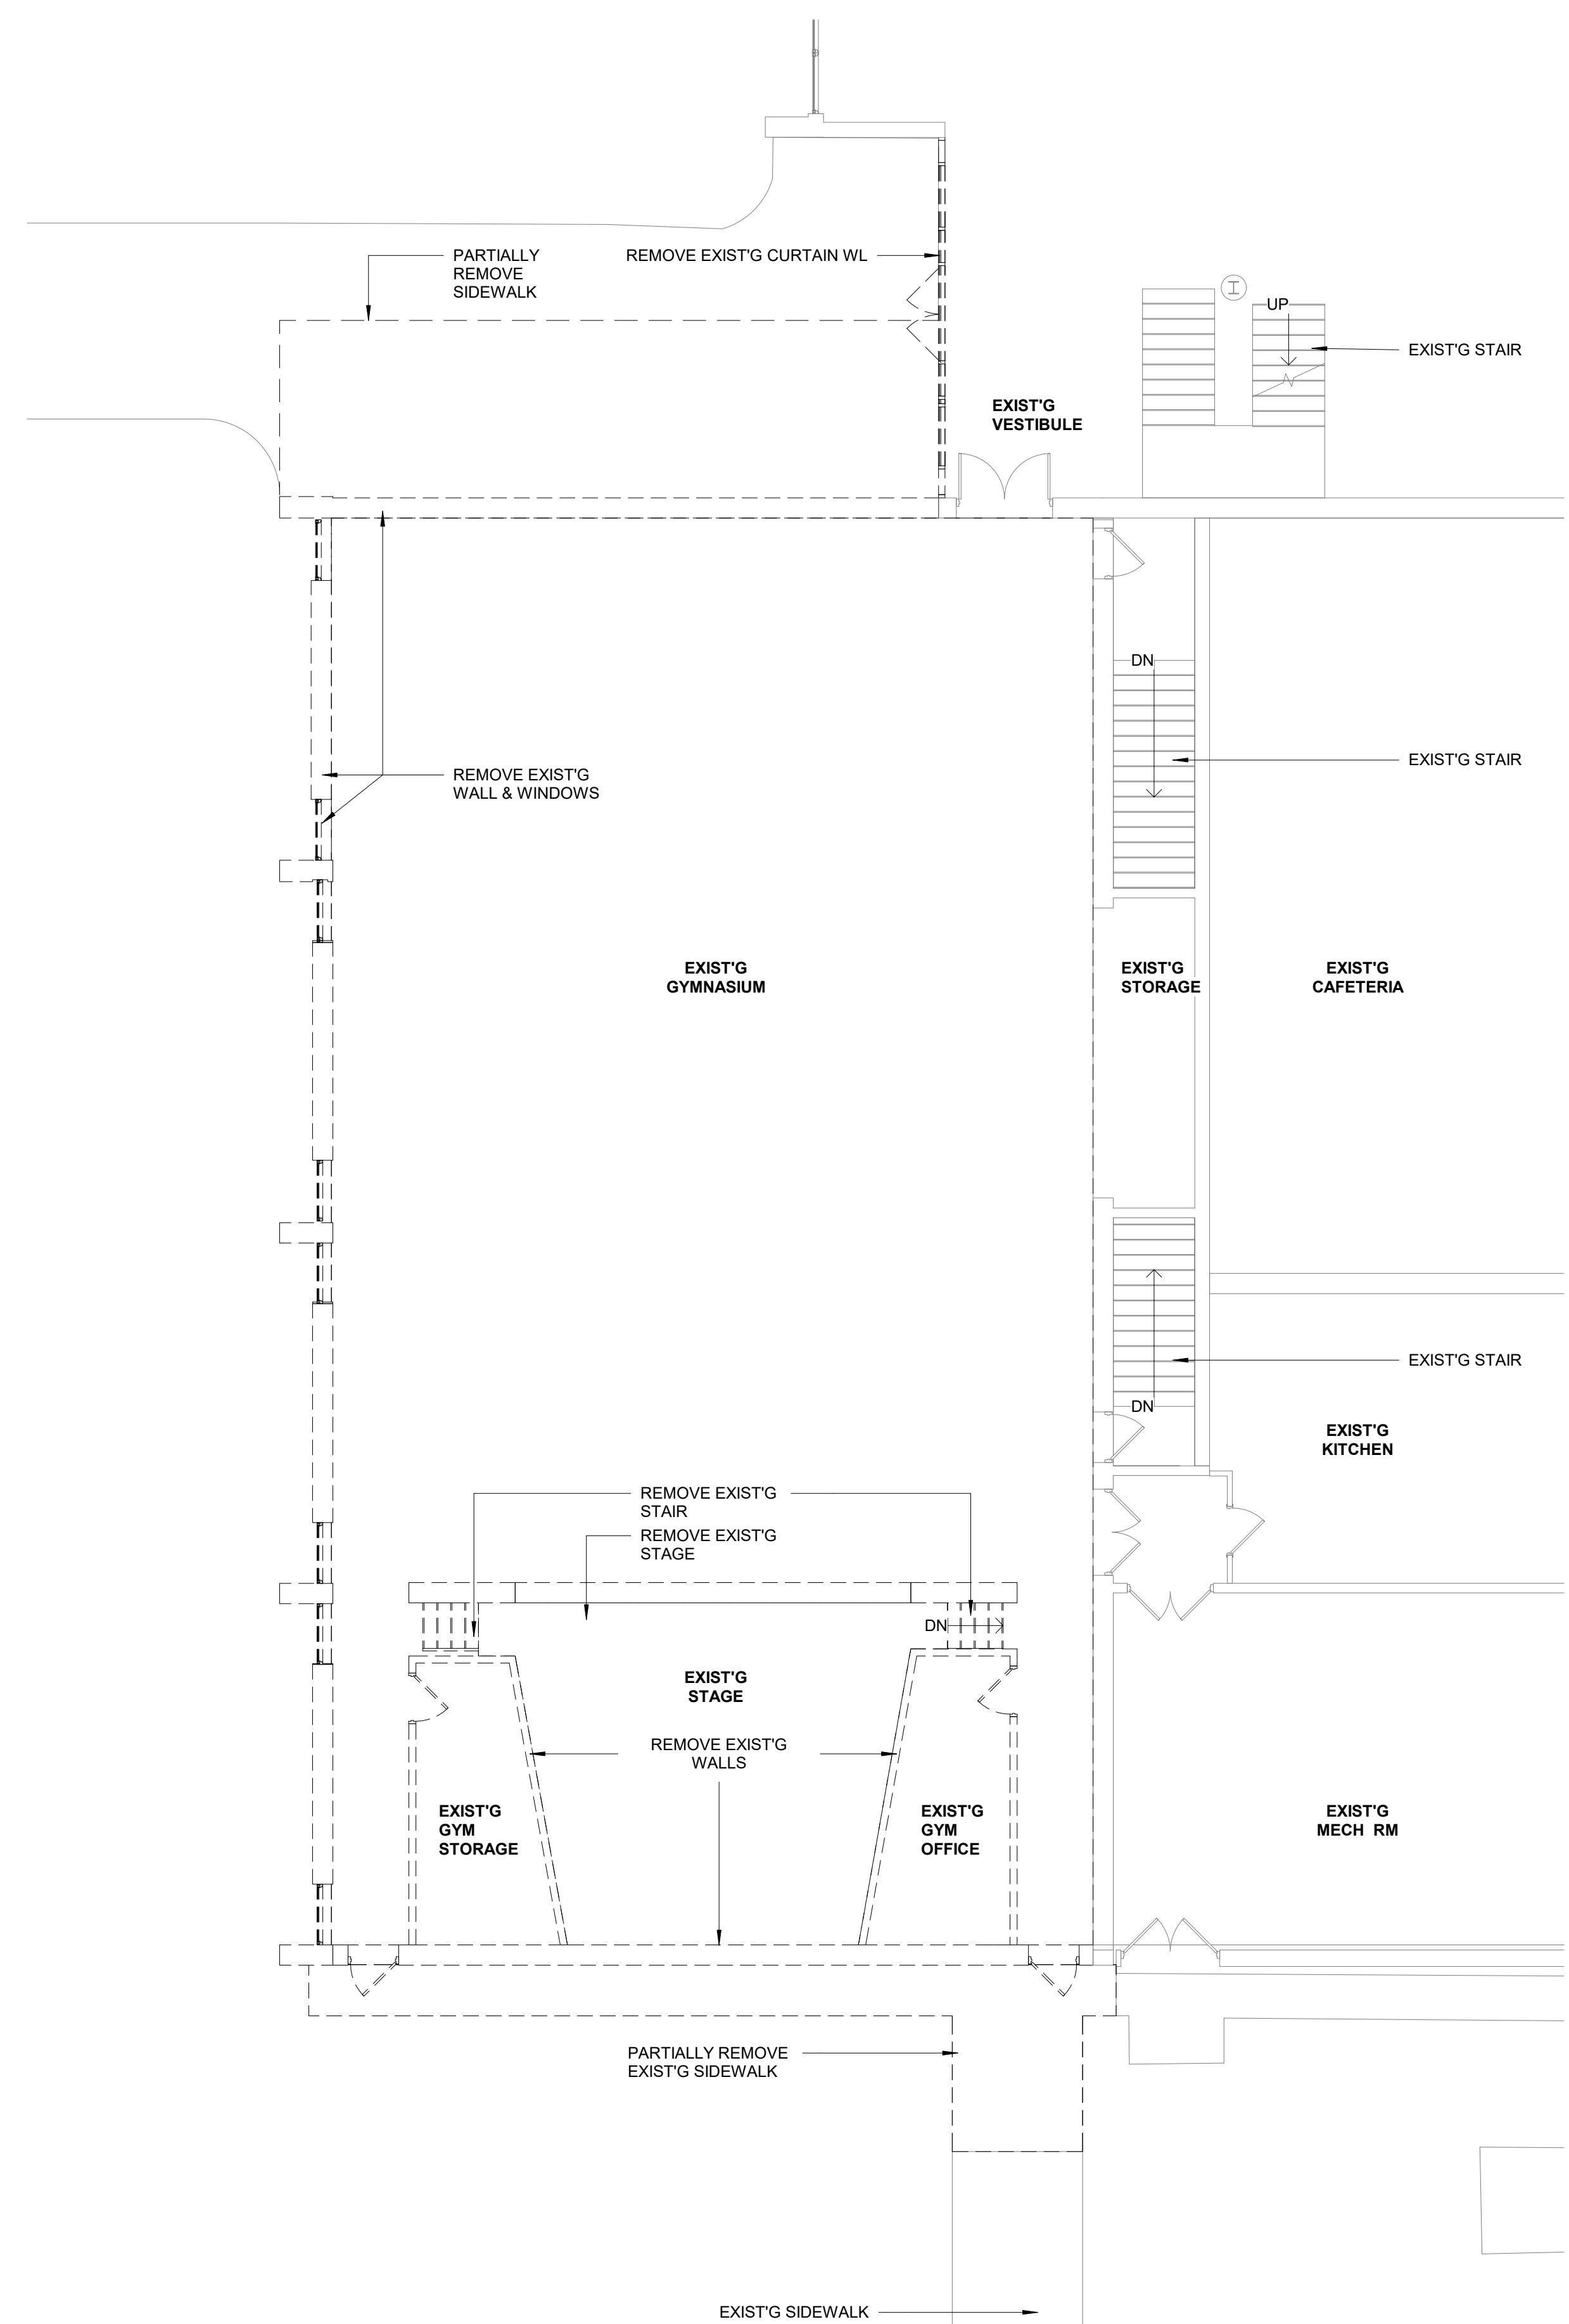 PARTIALLY
REMOVE
SIDEWALK
REMOVE EXIST'G CURTAIN WL
UP
EXIST'G STAIR
EXIST'G
VESTIBULE
DN
REMOVE EXIST'G
WALL & WINDOWS
EXIST'G STAIR
EXIST'G
GYMNASIUM
EXIST'G
STORAGE
EXIST'G
CAFETERIA
EXIST'G STAIR
DN
EXIST'G
KITCHEN
REMOVE EXIST'G
STAIR
REMOVE EXIST'G
STAGE
DN
EXIST'G
STAGE
REMOVE EXIST'G
WALLS
EXIST'G
GYM
STORAGE
EXIST'G
GYM
OFFICE
EXIST'G
MECH RM
PARTIALLY REMOVE
EXIST'G SIDEWALK
EXIST'G SIDEWALK